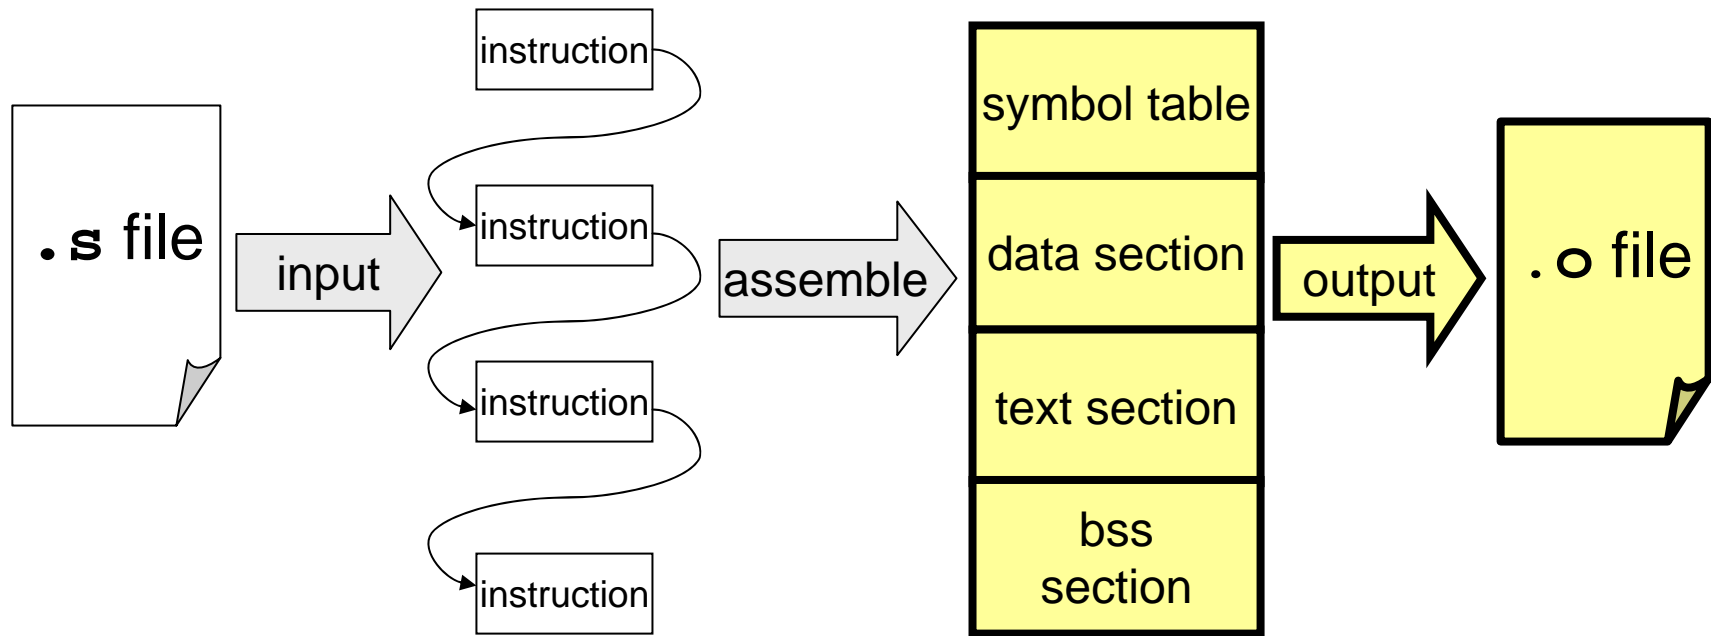 .s file
input
instruction
instruction
instruction
instruction
assemble
symbol table
data section
text section
bss
section
output
.o file